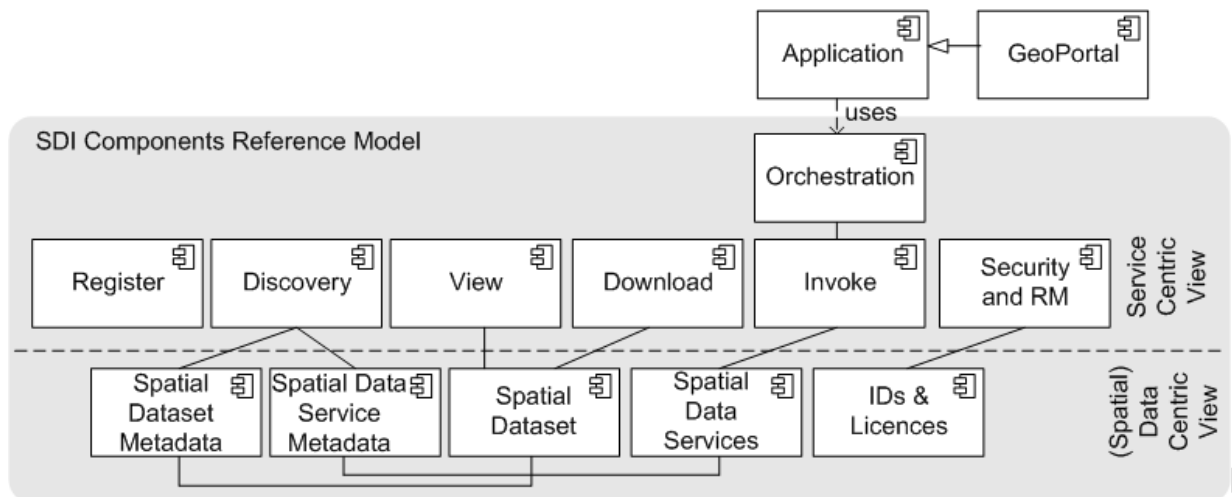 Application
GeoPortal
uses
SDI Components Reference Model
Orchestration
Register
Discovery
View
Download
Invoke
Security
and RM
Service
Centric
View
Spatial
Dataset
Metadata
Spatial Data
Service
Metadata
Spatial
Dataset
Spatial
Data
Services
IDs &
Licences
(Spatial)
Data
Centric
View